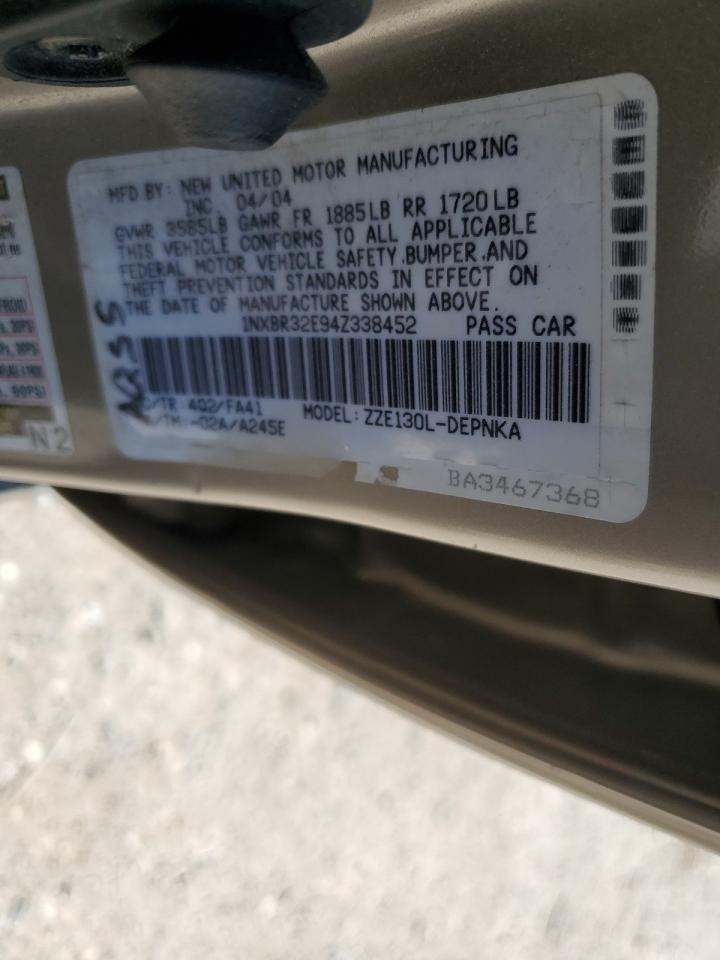 MFD BY: NEW UNITED MOTOR MANUFACTURING
INC 04/04
GVWR 3585LB GAWR FR 1885LB RR 1720LB
THIS VEHICLE CONFORMS TO ALL APPLICABLE
FEDERAL MOTOR VEHICLE SAFETY, BUMPER, AND
THEFT PREVENTION STANDARDS IN EFFECT ON
THE DATE OF MANUFACTURE SHOWN ABOVE.
1NXBR32E94Z338452 PASS CAR
C/TR: 4Q2/FA41 MODEL: ZZE130L-DEPNKA
/TM: -02A/A245E
BA3467368
N2